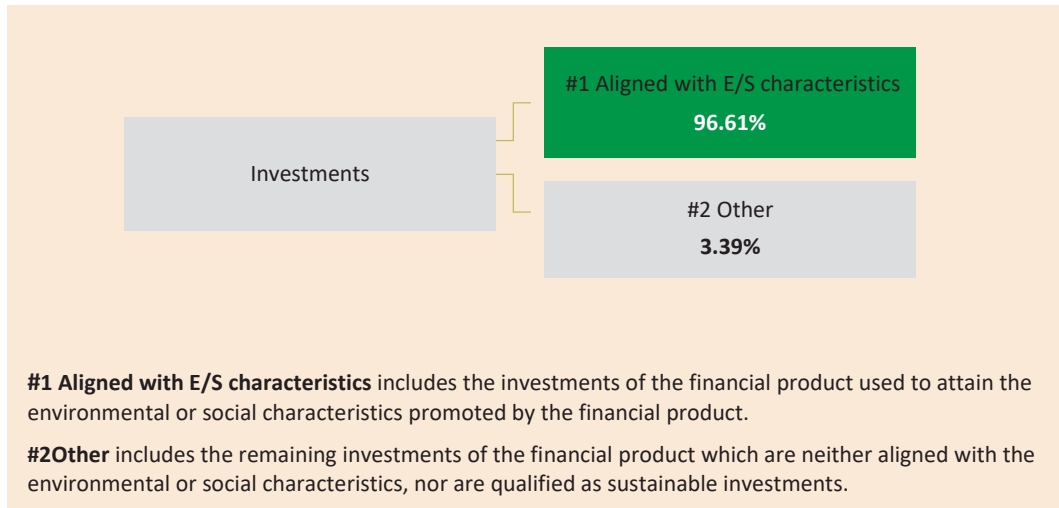 #1 Aligned with E/S characteristics
96.61%
Investments
#2 Other
3.39%
#1 Aligned with E/S characteristics includes the investments of the financial product used to attain the
environmental or social characteristics promoted by the financial product.
#2Other includes the remaining investments of the financial product which are neither aligned with the
environmental or social characteristics, nor are qualified as sustainable investments.